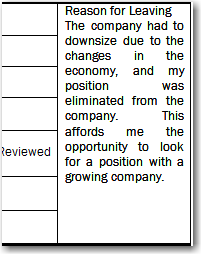 Reason for Leaving
The company had to
downsize due to the
changes in the
economy, and my
position was
eliminated from the
company. This
affords me the
opportunity to look
for a position with a
growing company.
Reviewed